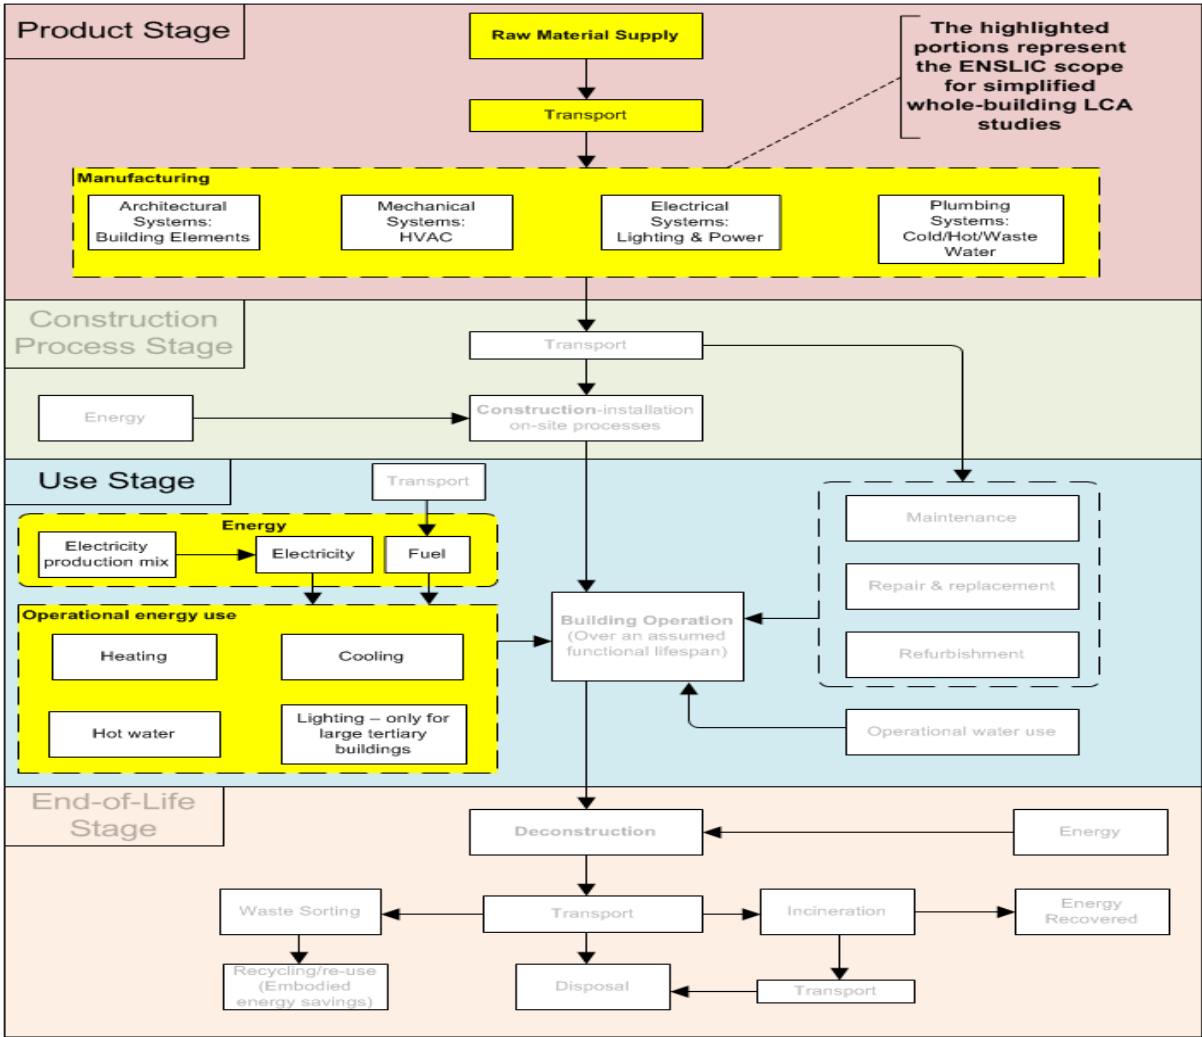 Product Stage
Raw Material Supply
The highlighted
portions represent
the ENSLIC scope
for simplified
whole-building LCA
studies
Transport
Manufacturing
Architectural
Systems:
Building Elements
Mechanical
Systems:
HVAC
Electrical
Systems:
Lighting & Power
Plumbing
Systems:
Cold/Hot/Waste
Water
Construction
Process Stage
Transport
Energy
Construction-installation
on-site processes
Use Stage
Transport
Energy
Electricity
production mix
Electricity
Fuel
Operational energy use
Heating
Cooling
Hot water
Lighting – only for
large tertiary
buildings
Building Operation
(Over an assumed
functional lifespan)
Maintenance
Repair & replacement
Refurbishment
Operational water use
End-of-Life
Stage
Deconstruction
Energy
Waste Sorting
Transport
Incineration
Energy
Recovered
Recycling/re-use
(Embodied
energy savings)
Disposal
Transport